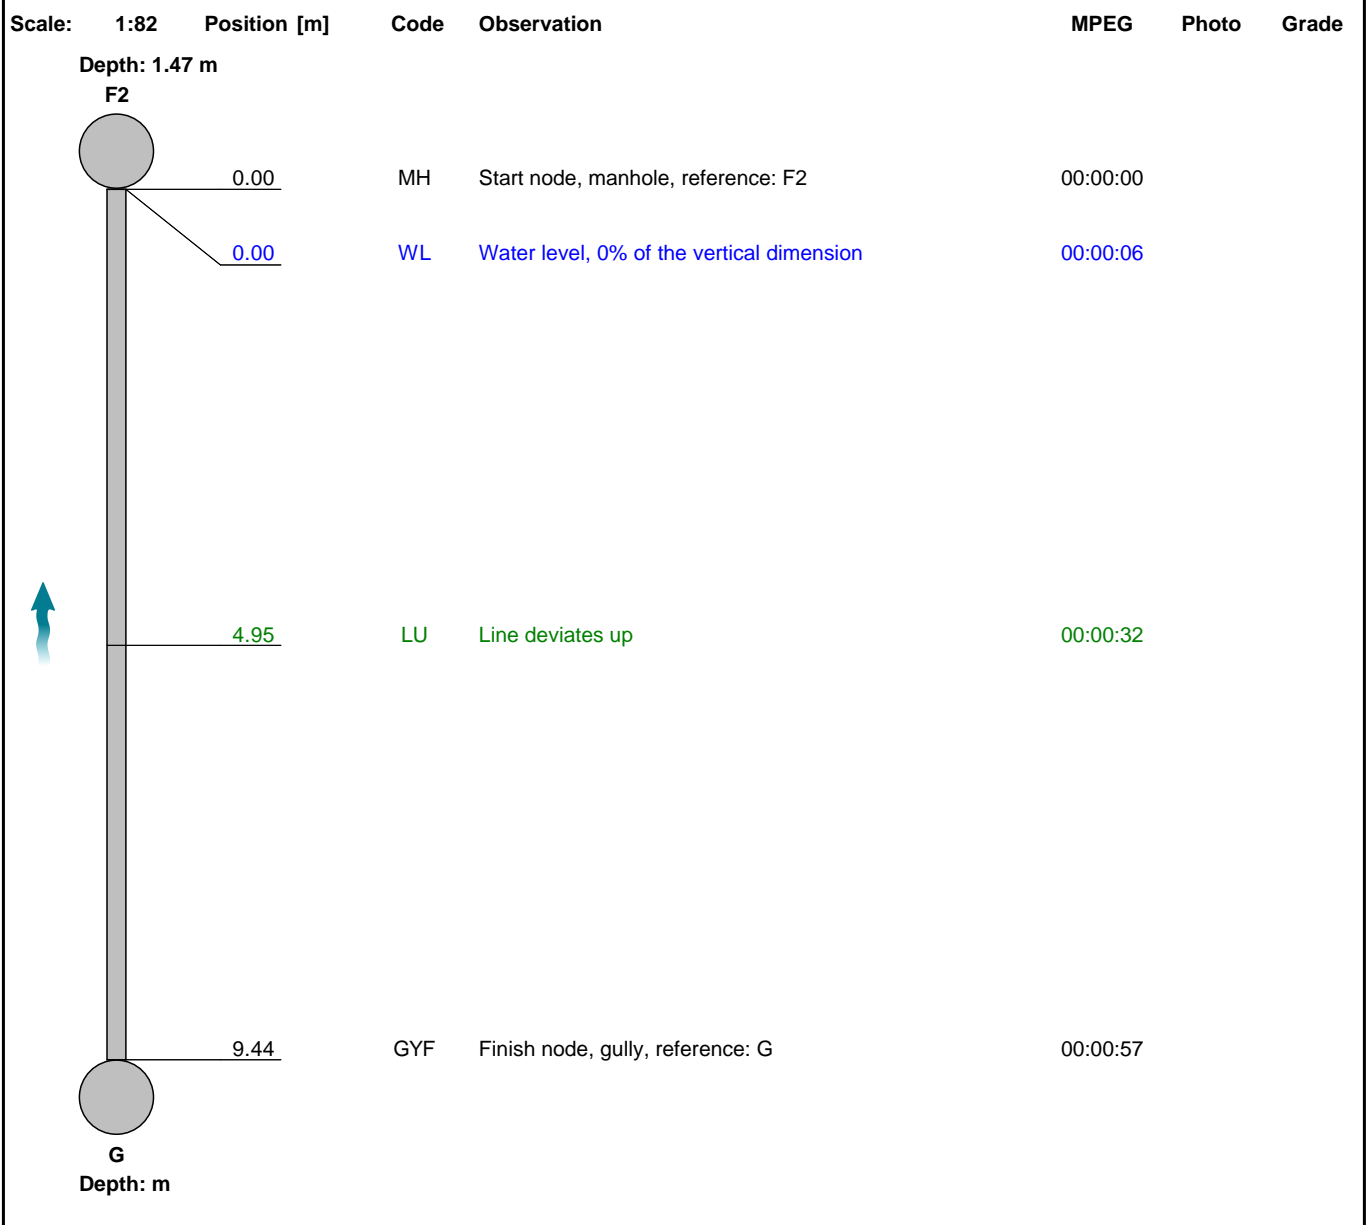 Scale: 1:82 Position [m] Code Observation MPEG Photo Grade
Depth: 1.47 m
F2
0.00 MH Start node, manhole, reference: F2 00:00:00
0.00 WL Water level, 0% of the vertical dimension 00:00:06
4.95 LU Line deviates up 00:00:32
9.44 GYF Finish node, gully, reference: G 00:00:57
G
Depth: m